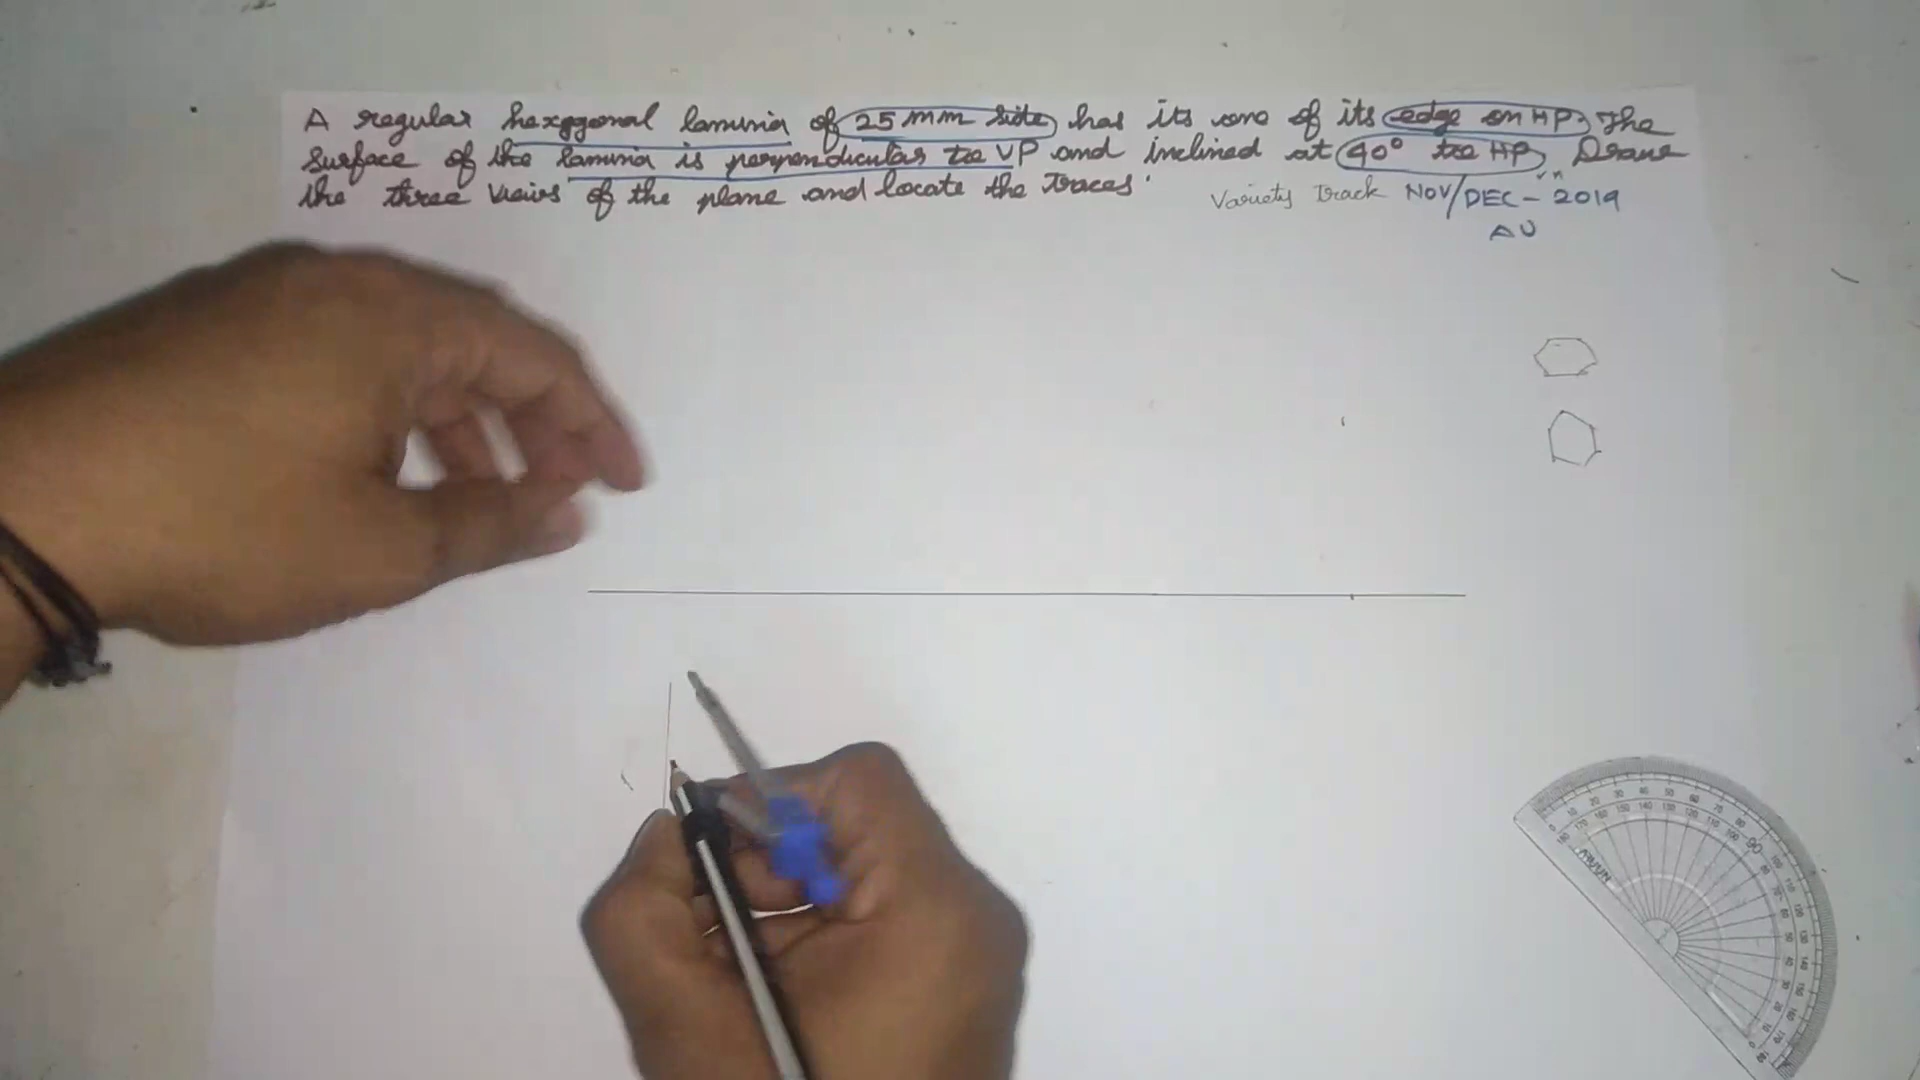 A regular hexagonal lamina of 25 mm side has its one of its edge on HP. The
surface of the lamina is perpendicular to VP and inclined at 40° to HP. Draw
the three views of the plane and locate the traces.
Variety Track NOV/DEC - 2019
AU